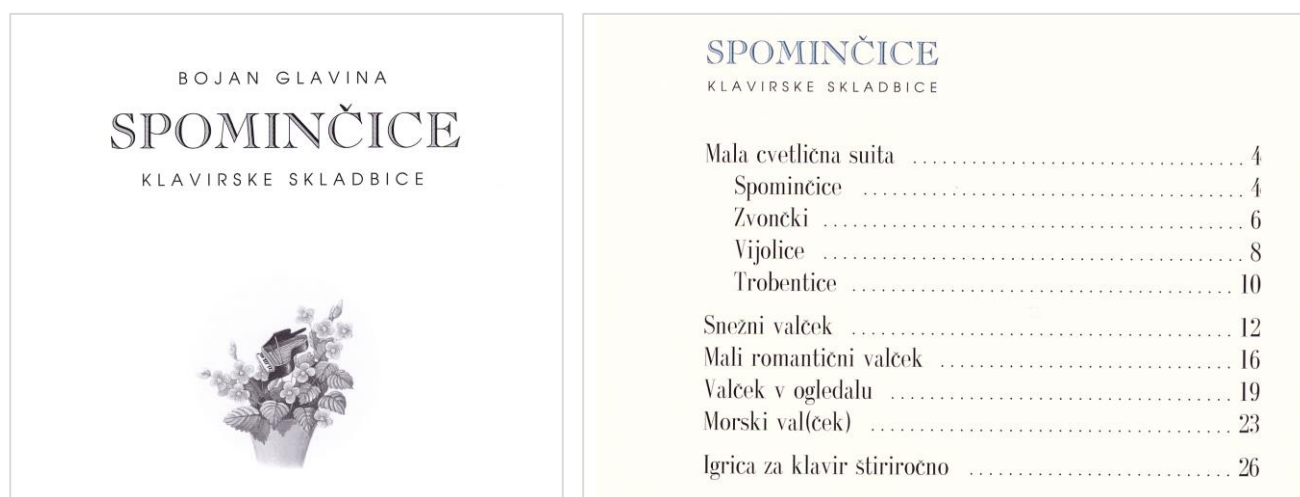 BOJAN GLAVINA
SPOMINČICE
KLAVIRSKE SKLADBICE
SPOMINČICE
KLAVIRSKE SKLADBICE
Mala cvetlična suita ........................................ 4
Spominčice ........................................ 4
Zvončki ........................................ 6
Vijolice ........................................ 8
Trobentice ........................................ 10
Snežni valček ........................................ 12
Mali romantični valček ........................................ 16
Valček v ogledalu ........................................ 19
Morski val(ček) ........................................ 23
Igrica za klavir štiriročno ........................................ 26